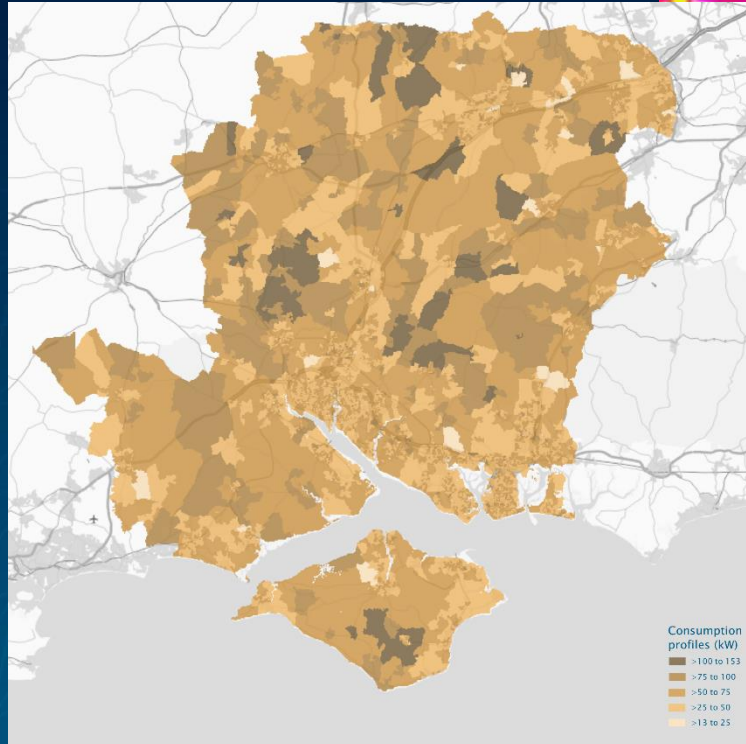 Consumption
profiles (kW)
>100 to 153
>75 to 100
>50 to 75
>25 to 50
>13 to 25